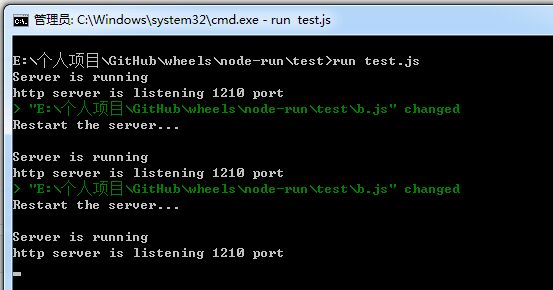 管理员: C:\Windows\system32\cmd.exe - run  test.js
E:\个人项目\GitHub\wheels\node-run\test>run test.js
Server is running
http server is listening 1210 port
> "E:\个人项目\GitHub\wheels\node-run\test\b.js" changed
Restart the server...
Server is running
http server is listening 1210 port
> "E:\个人项目\GitHub\wheels\node-run\test\b.js" changed
Restart the server...
Server is running
http server is listening 1210 port